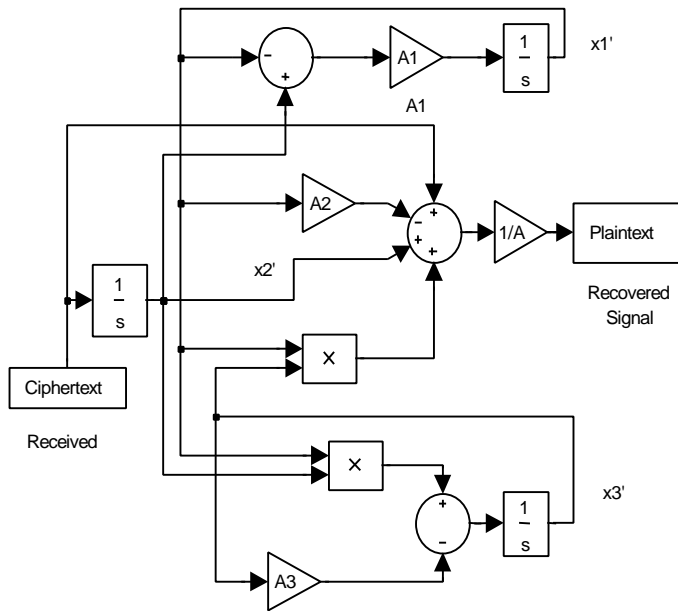 A1
1
s
x1'
A1
A2
1/A
Plaintext
Recovered
Signal
x2'
1
s
Ciphertext
Received
×
×
1
s
x3'
A3